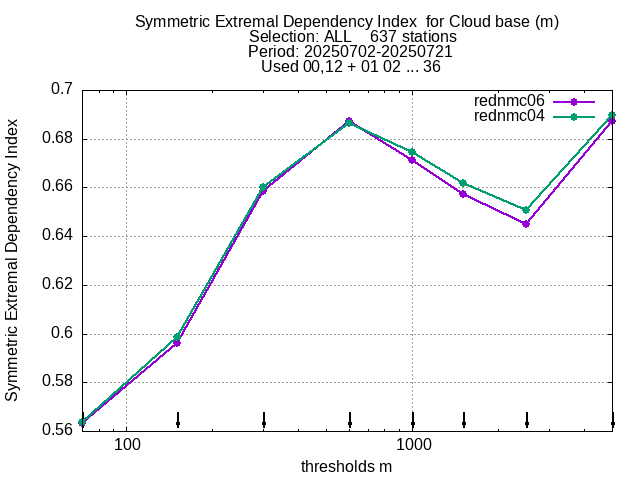 Symmetric Extremal Dependency Index  for Cloud base (m)
Selection: ALL    637 stations
Period: 20250702-20250721
Used 00,12 + 01 02 ... 36
rednmc06
rednmc04
Symmetric Extremal Dependency Index
0.7
0.68
0.66
0.64
0.62
0.6
0.58
0.56
100
1000
thresholds m